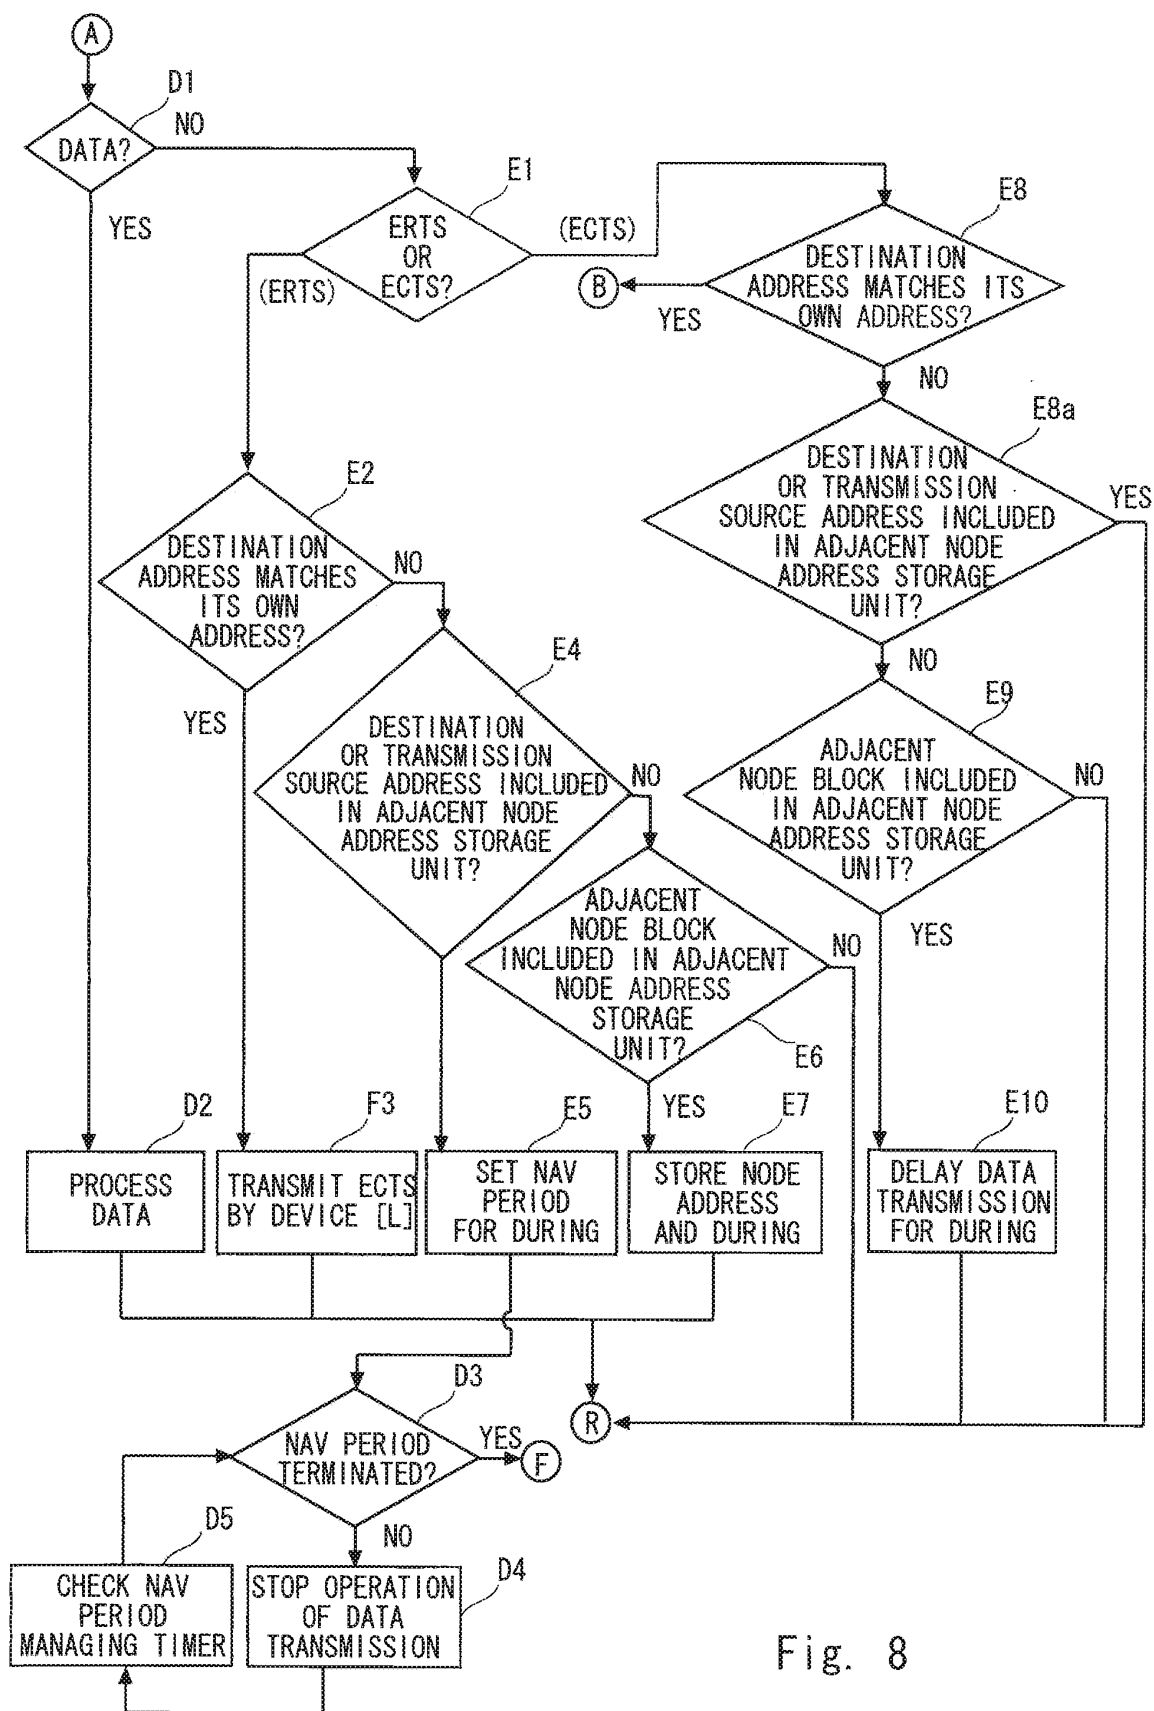 A
D1
DATA?
NO
YES
E1
ERTS
OR
ECTS?
(ERTS)
(ECTS)
E8
DESTINATION
ADDRESS MATCHES ITS
OWN ADDRESS?
B
YES
NO
E8a
DESTINATION
OR TRANSMISSION
SOURCE ADDRESS INCLUDED
IN ADJACENT NODE
ADDRESS STORAGE
UNIT?
YES
NO
E2
DESTINATION
ADDRESS MATCHES
ITS OWN
ADDRESS?
NO
YES
E4
DESTINATION
OR TRANSMISSION
SOURCE ADDRESS INCLUDED
IN ADJACENT NODE
ADDRESS STORAGE
UNIT?
NO
E9
ADJACENT
NODE BLOCK INCLUDED
IN ADJACENT NODE
ADDRESS STORAGE
UNIT?
NO
YES
ADJACENT
NODE BLOCK
INCLUDED IN ADJACENT
NODE ADDRESS
STORAGE
UNIT?
NO
E6
YES
D2
PROCESS
DATA
F3
TRANSMIT ECTS
BY DEVICE [L]
E5
SET NAV
PERIOD
FOR DURING
E7
STORE NODE
ADDRESS
AND DURING
E10
DELAY DATA
TRANSMISSION
FOR DURING
R
D3
NAV PERIOD
TERMINATED?
YES
F
NO
D5
CHECK NAV
PERIOD
MANAGING TIMER
D4
STOP OPERATION
OF DATA
TRANSMISSION
Fig. 8